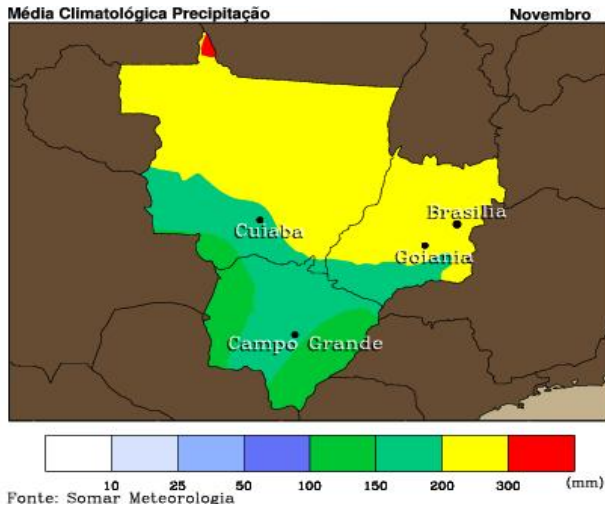 Média Climatológica Precipitação Novembro
Brasilia
Cuiaba
Goiania
Campo Grande
10 25 50 100 150 200 300 (mm)
Fonte: Somar Meteorologia